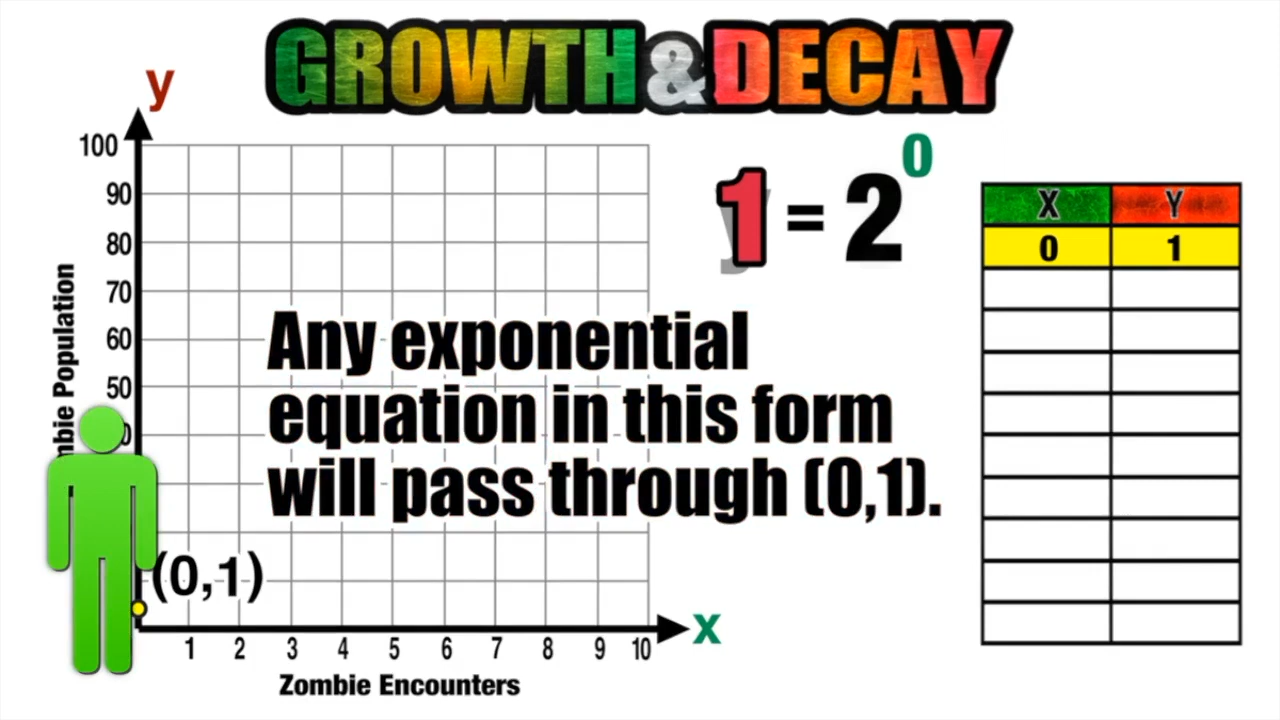 GROWTH&DECAY
y
100
90
80
70
60
50
0
Zombie Encounters
1 2 3 4 5 6 7 8 9 10
x
(0,1)
1 = 2 0
Any exponential
equation in this form
will pass through (0,1).
X Y
0 1
Population